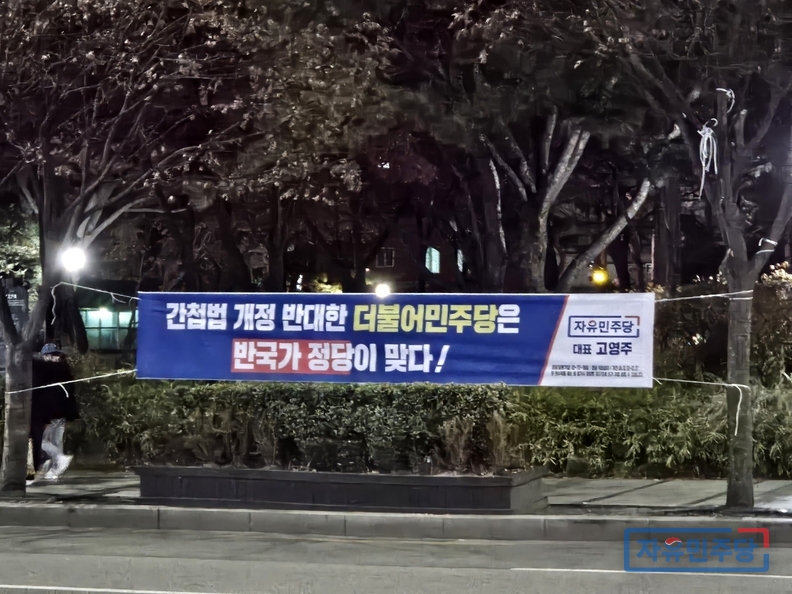 간첩법 개정 반대한 더불어민주당은
반국가 정당이 맞다!
자유민주당
대표 고영주
자유민주당